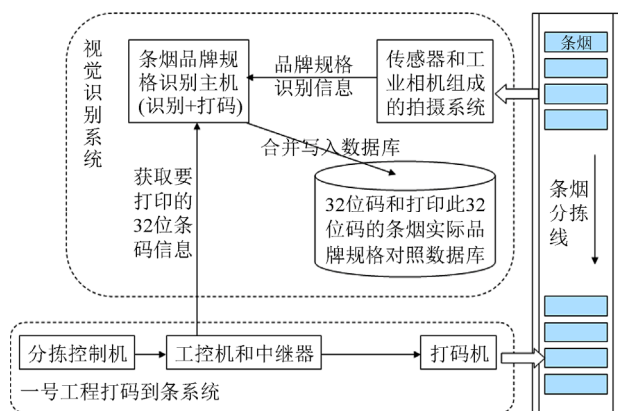 视觉识别系统
条烟品牌规
格识别主机
(识别+打码)
品牌规格
识别信息
传感器和工
业相机组成
的拍摄系统
条烟
合并写入数据库
获取要
打印的
32位条
码信息
32位码和打印此32
位码的条烟实际品
牌规格对照数据库
条烟
分拣
线
分拣控制机
工控机和中继器
打码机
一号工程打码到条系统